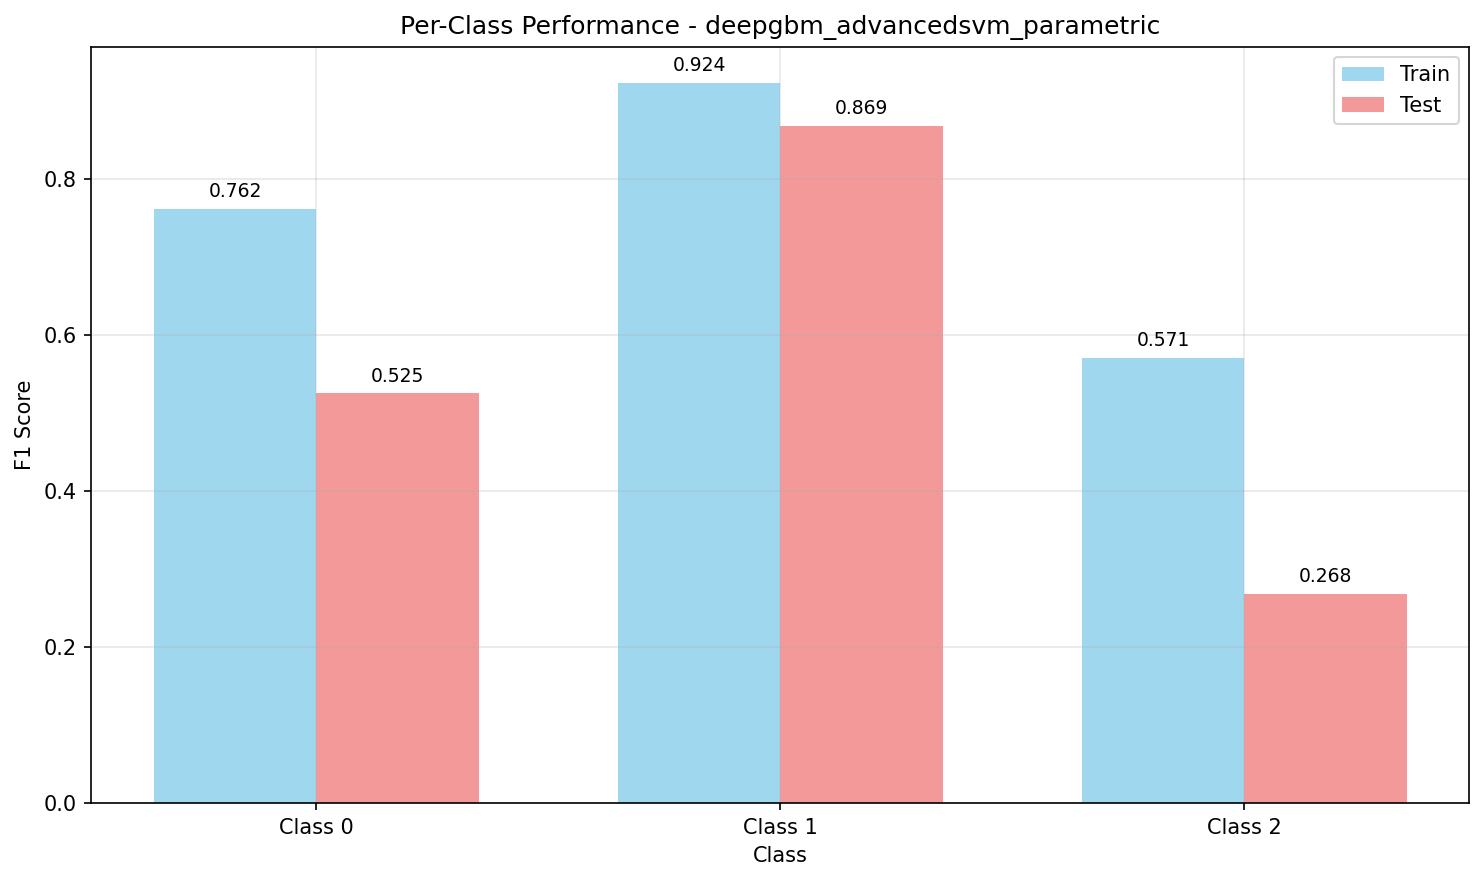 Per-Class Performance - deepgbm_advancedsvm_parametric
Train
Test
0.924
0.869
0.762
0.525
0.571
0.268
F1 Score
0.8
0.6
0.4
0.2
0.0
Class 0
Class 1
Class 2
Class